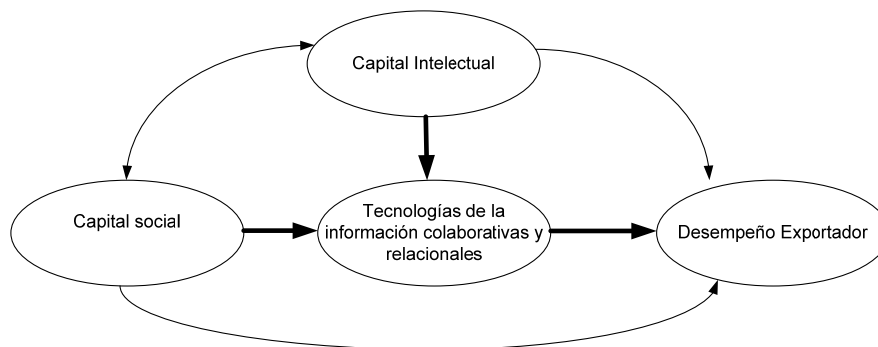 Capital Intelectual
Capital social
Tecnologías de la
información colaborativas y
relacionales
Desempeño Exportador